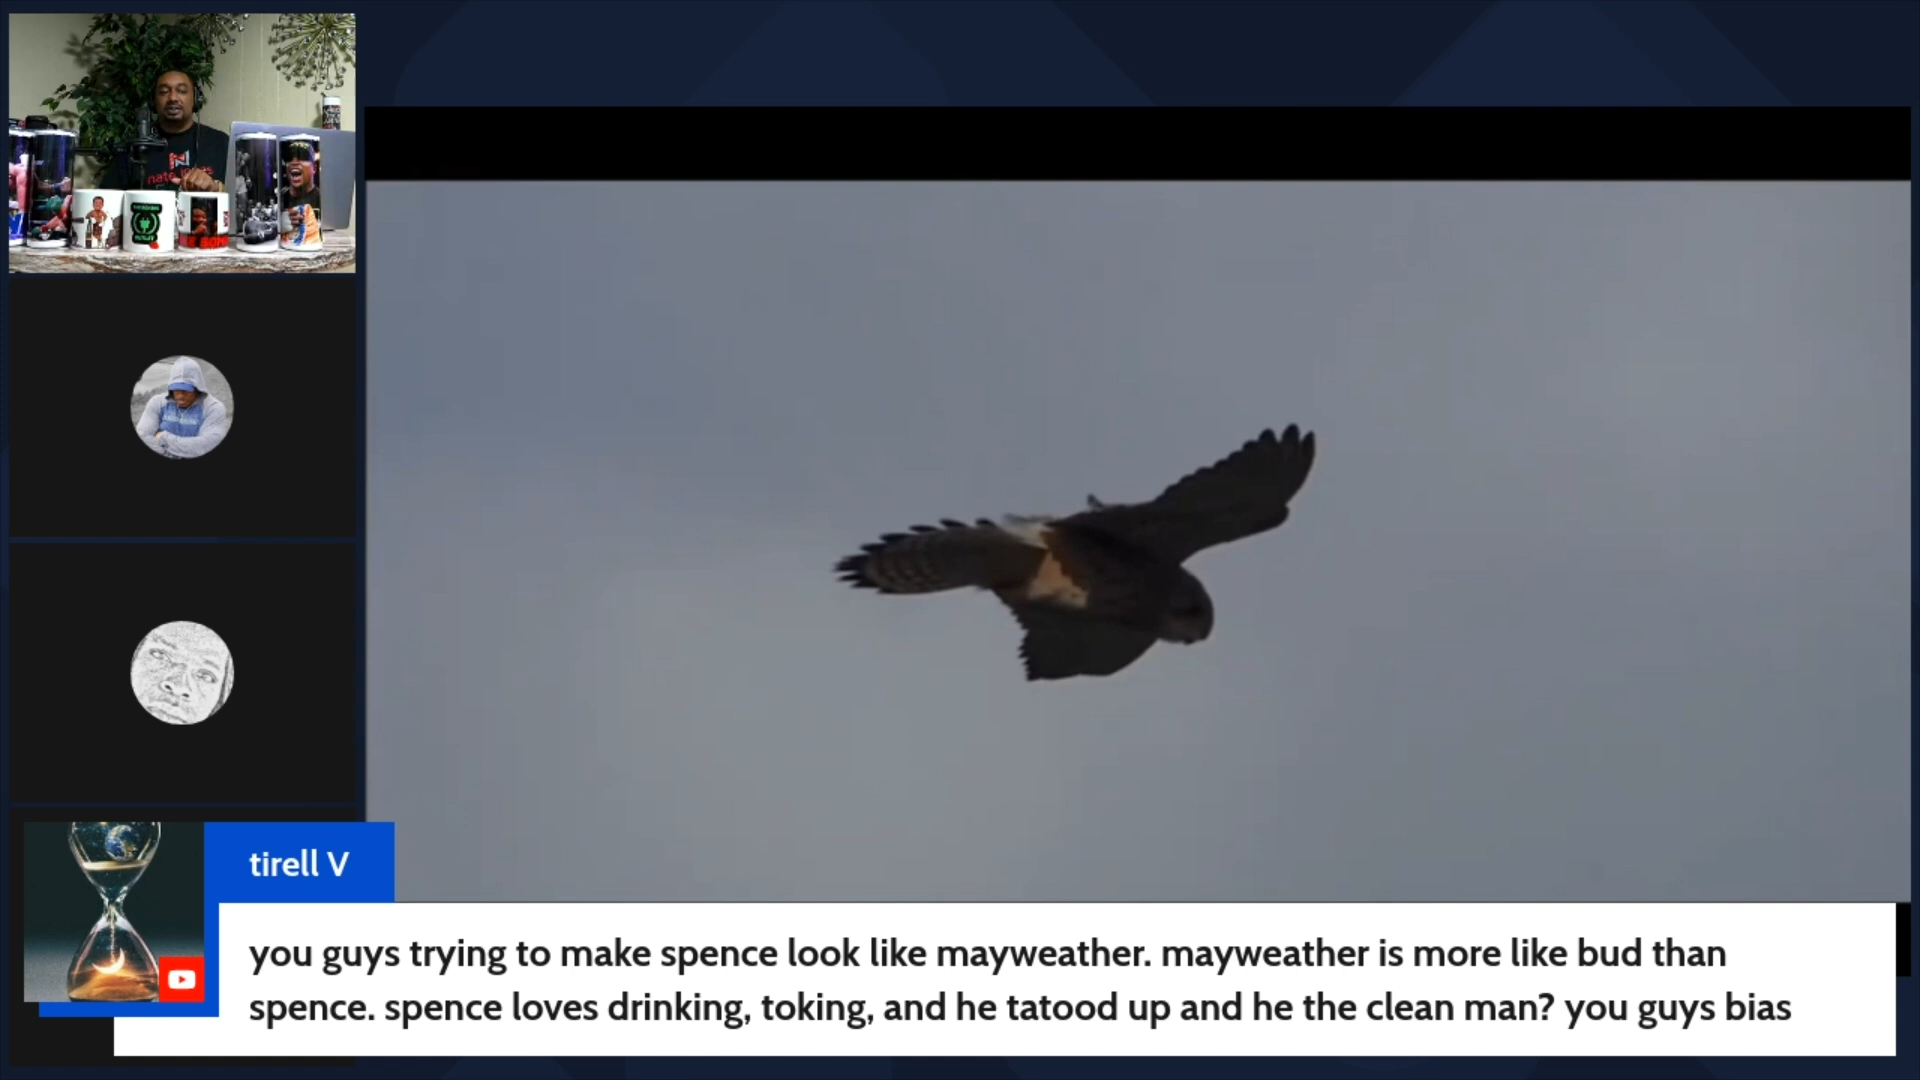 tirell V
you guys trying to make spence look like mayweather. mayweather is more like bud than
spence. spence loves drinking, toking, and he tatood up and he the clean man? you guys bias